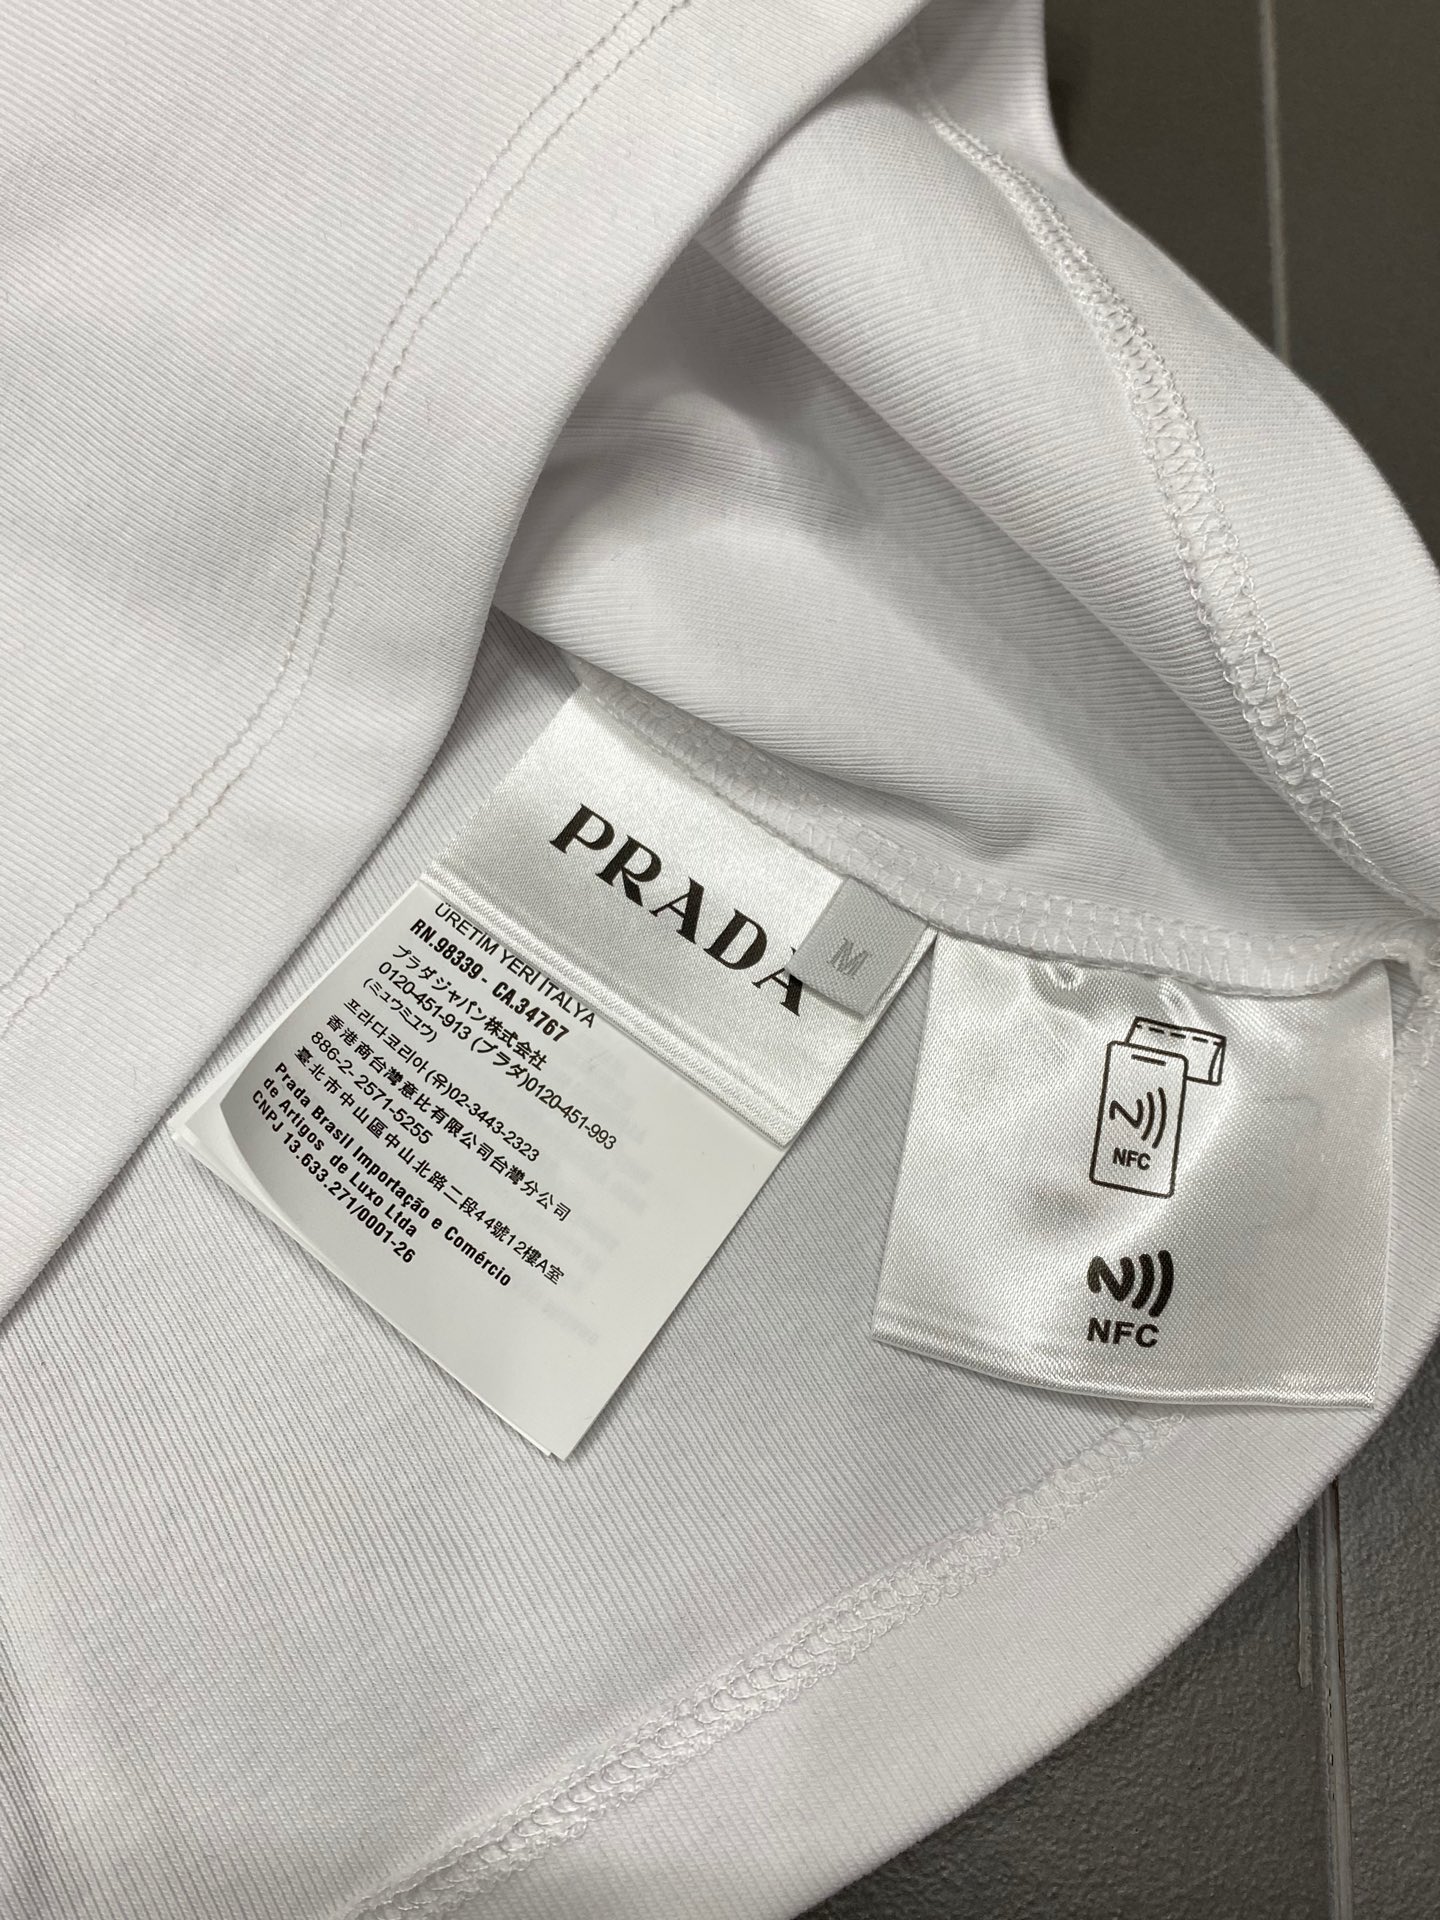 PRADA
M
ÜRETIM YERI ITALYA
RN.98339 - CA.34767
プラダジャパン株式会社
0120-451-913 (プラダ)0120-451-993
(ミュウミュウ)
프라다코리아(유)02-3443-2323
香港商台灣意比有限公司台灣分公司
886-2- 2571-5255
臺北市中山區中山北路二段44號12樓A室
Prada Brasil Importação e Comércio
de Artigos de Luxo Ltda
CNPJ 13.633.271/0001-26
NFC
NFC